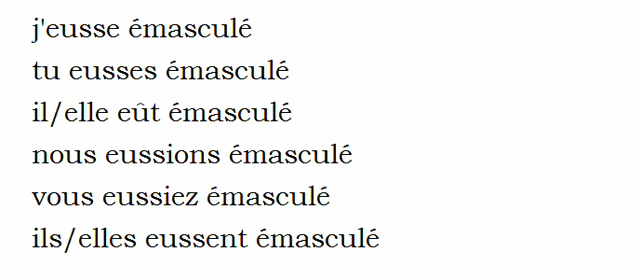 j'eusse émasculé
tu eusses émasculé
il/elle eût émasculé
nous eussions émasculé
vous eussiez émasculé
ils/elles eussent émasculé